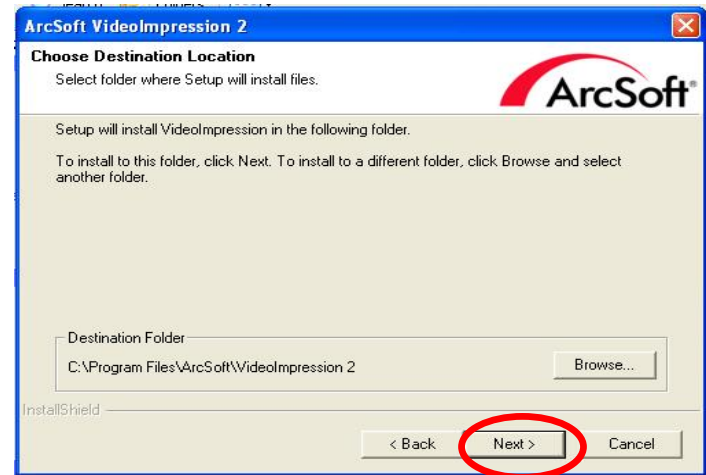 ArcSoft VideoImpression 2
Choose Destination Location
Select folder where Setup will install files.
ArcSoft®
Setup will install VideoImpression in the following folder.
To install to this folder, click Next. To install to a different folder, click Browse and select
another folder.
Destination Folder
C:\Program Files\ArcSoft\VideoImpression 2
Browse...
InstallShield
< Back
Next >
Cancel